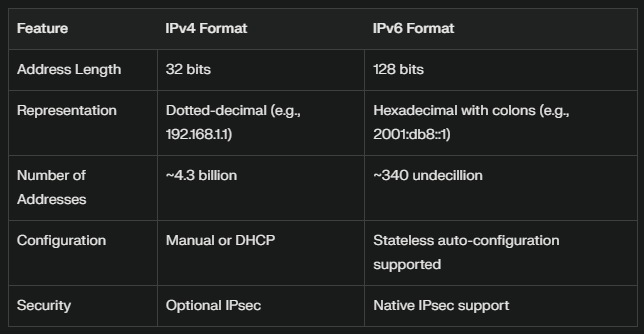 Feature IPv4 Format IPv6 Format
Address Length 32 bits 128 bits
Representation Dotted-decimal (e.g., Hexadecimal with colons (e.g.,
192.168.1.1) 2001:db8::1)
Number of ~4.3 billion ~340 undecillion
Addresses
Configuration Manual or DHCP Stateless auto-configuration
supported
Security Optional IPsec Native IPsec support